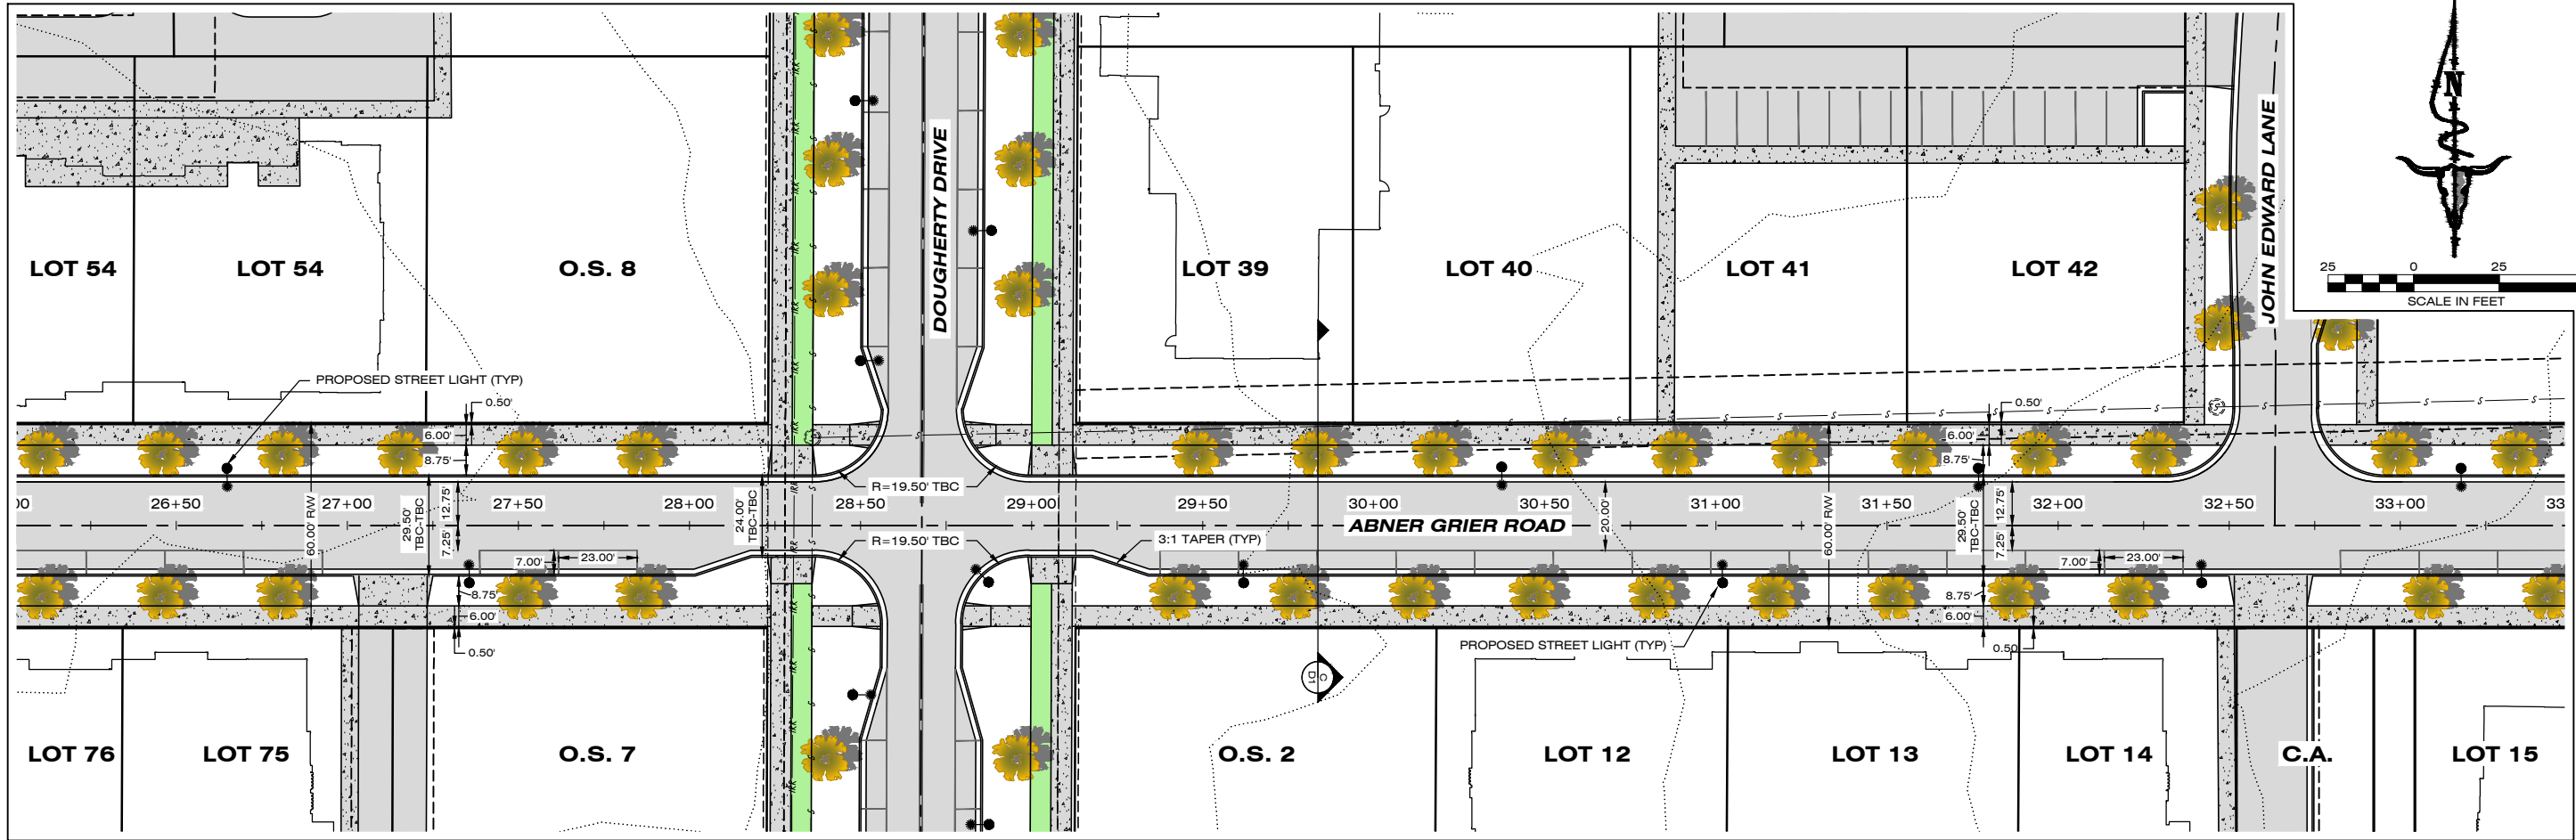 N
25 0 25
SCALE IN FEET
DOUGHERTY DRIVE
JOHN EDWARD LANE
LOT 54
LOT 54
O.S. 8
LOT 39
LOT 40
LOT 41
LOT 42
PROPOSED STREET LIGHT (TYP)
0.50'
6.00'
8.75'
0.50'
6.00'
8.75'
R=19.50' TBC
26+50
27+00
27+50
28+00
28+50
29+00
29+50
30+00
30+50
31+00
31+50
32+00
32+50
33+00
60.00' R/W
29.50'
TBC-TBC
12.75'
7.25'
24.00'
TBC-TBC
20.00'
60.00' R/W
29.50'
TBC-TBC
12.75'
7.25'
ABNER GRIER ROAD
R=19.50' TBC
3:1 TAPER (TYP)
7.00'
23.00'
7.00'
23.00'
8.75'
6.00'
0.50'
8.75'
6.00'
0.50'
PROPOSED STREET LIGHT (TYP)
C
D1
LOT 76
LOT 75
O.S. 7
O.S. 2
LOT 12
LOT 13
LOT 14
C.A.
LOT 15